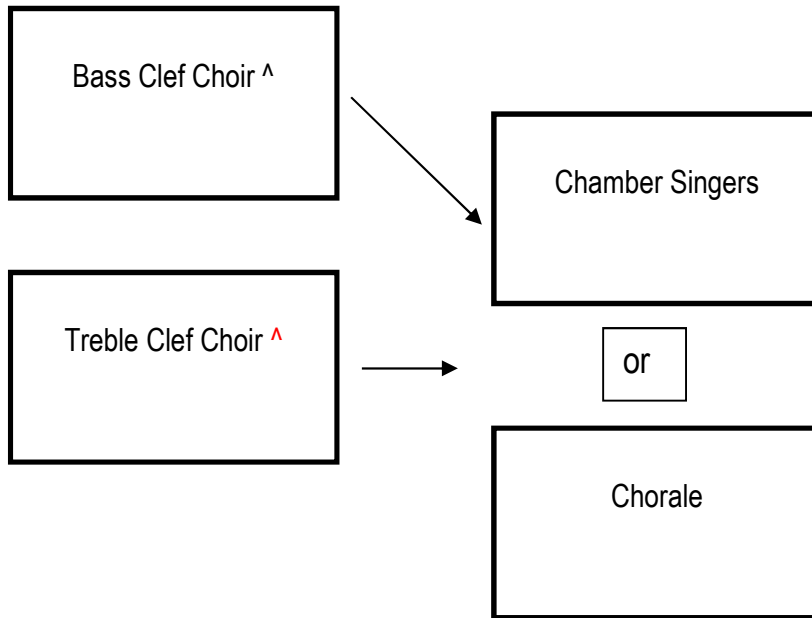 Bass Clef Choir ^
Chamber Singers
Treble Clef Choir ^
or
Chorale